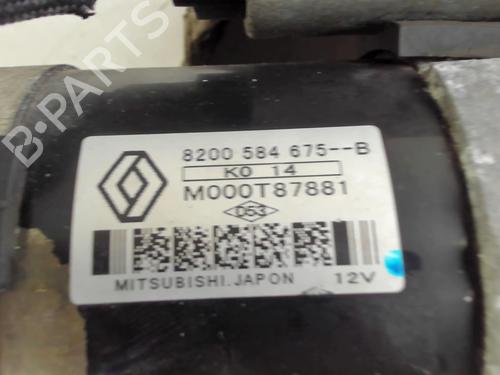 8200 584 675--B
K0 14
M000T87881
D53
MITSUBISHI.JAPON 12V
B-PARTS